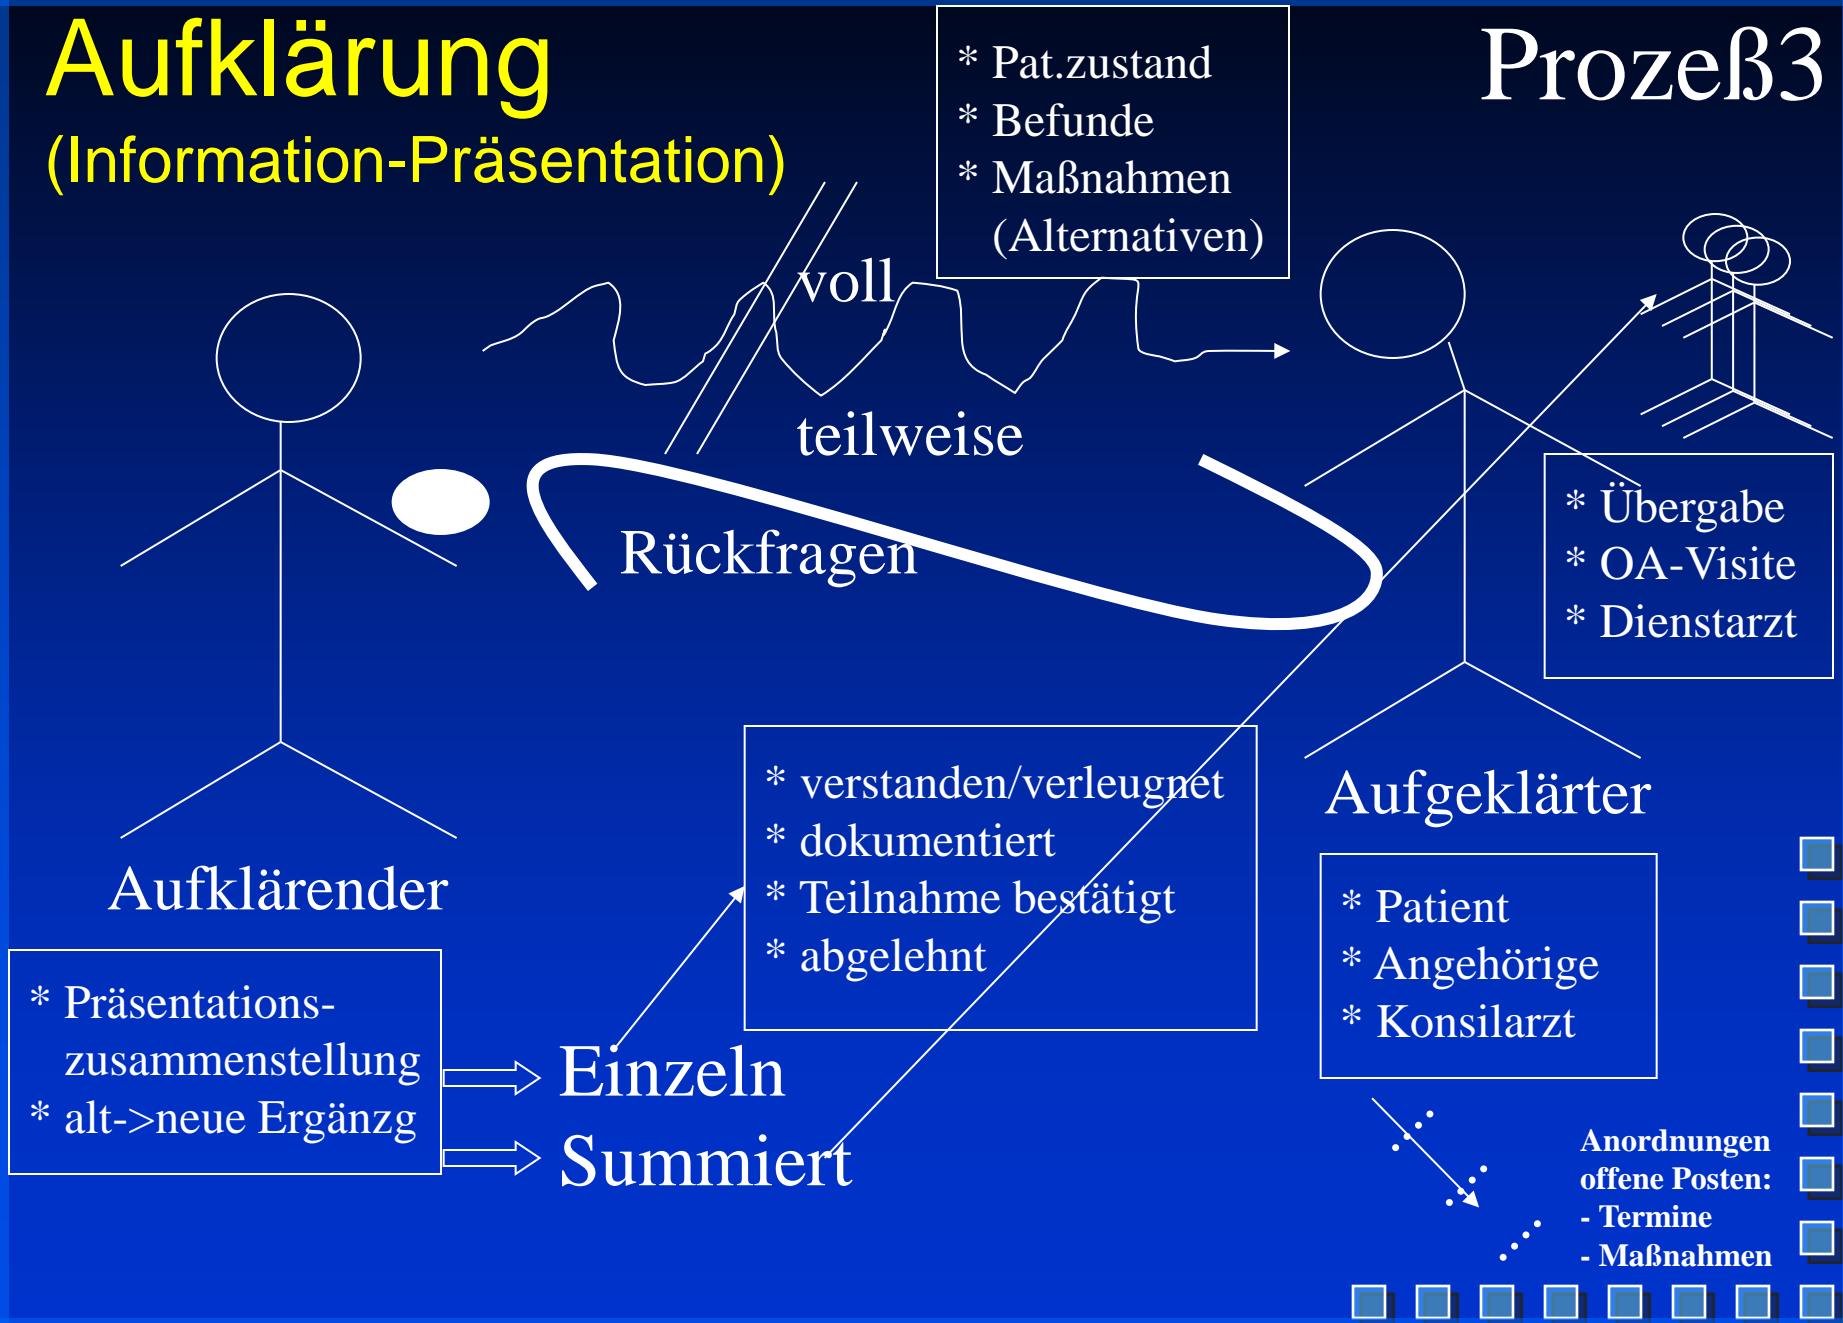 Aufklärung
(Information-Präsentation)
Prozeß3
* Pat.zustand
* Befunde
* Maßnahmen
(Alternativen)
voll
teilweise
Rückfragen
* Übergabe
* OA-Visite
* Dienstarzt
* verstanden/verleugnet
* dokumentiert
* Teilnahme bestätigt
* abgelehnt
Aufgeklärter
* Patient
* Angehörige
* Konsilarzt
Aufklärender
* Präsentations-
zusammenstellung
* alt->neue Ergänzg
Einzeln
Summiert
Anordnungen
offene Posten:
- Termine
- Maßnahmen